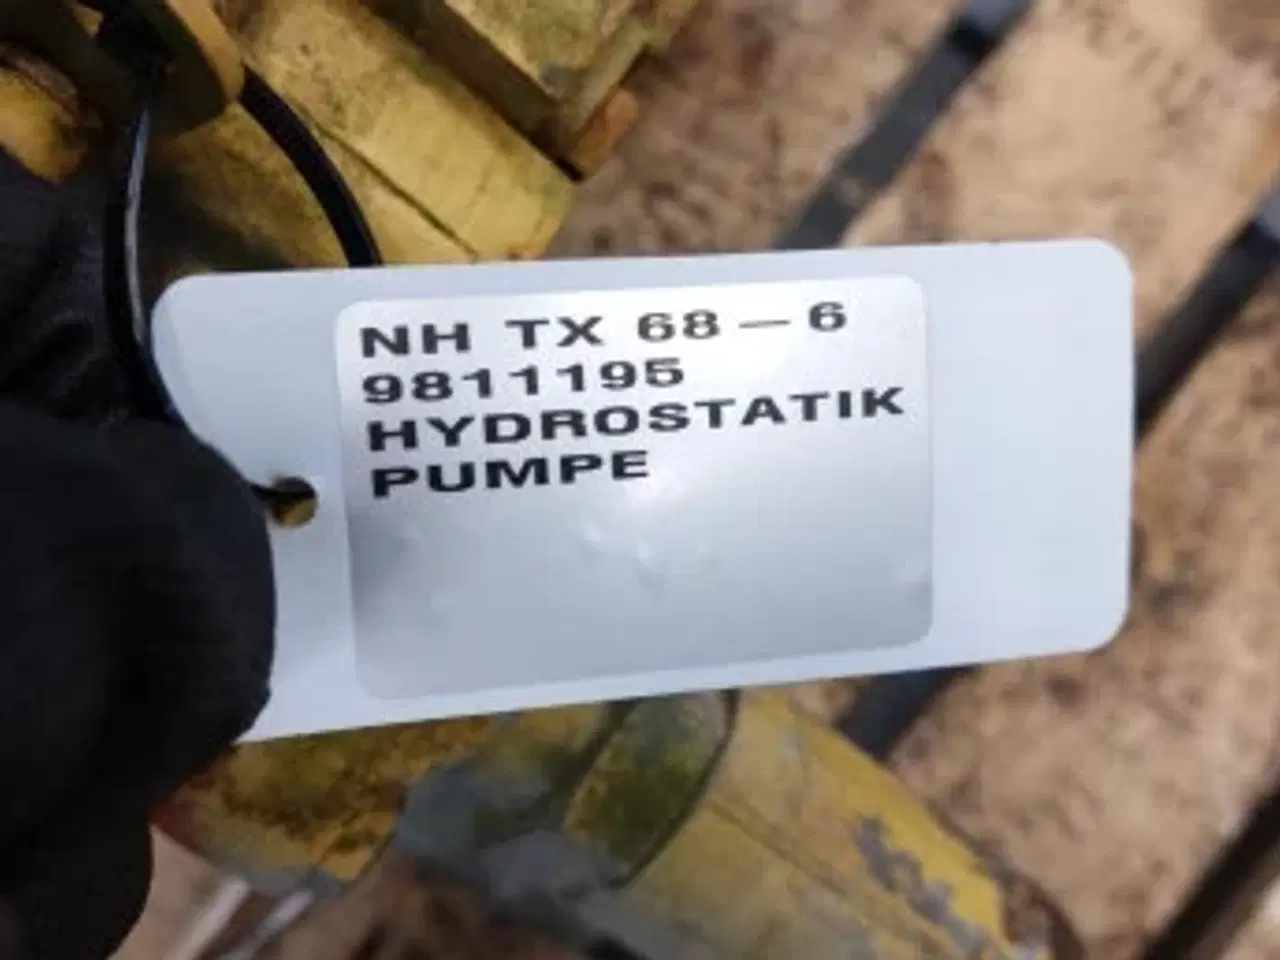 NH TX 68 – 6
9811195
HYDROSTATIK
PUMPE